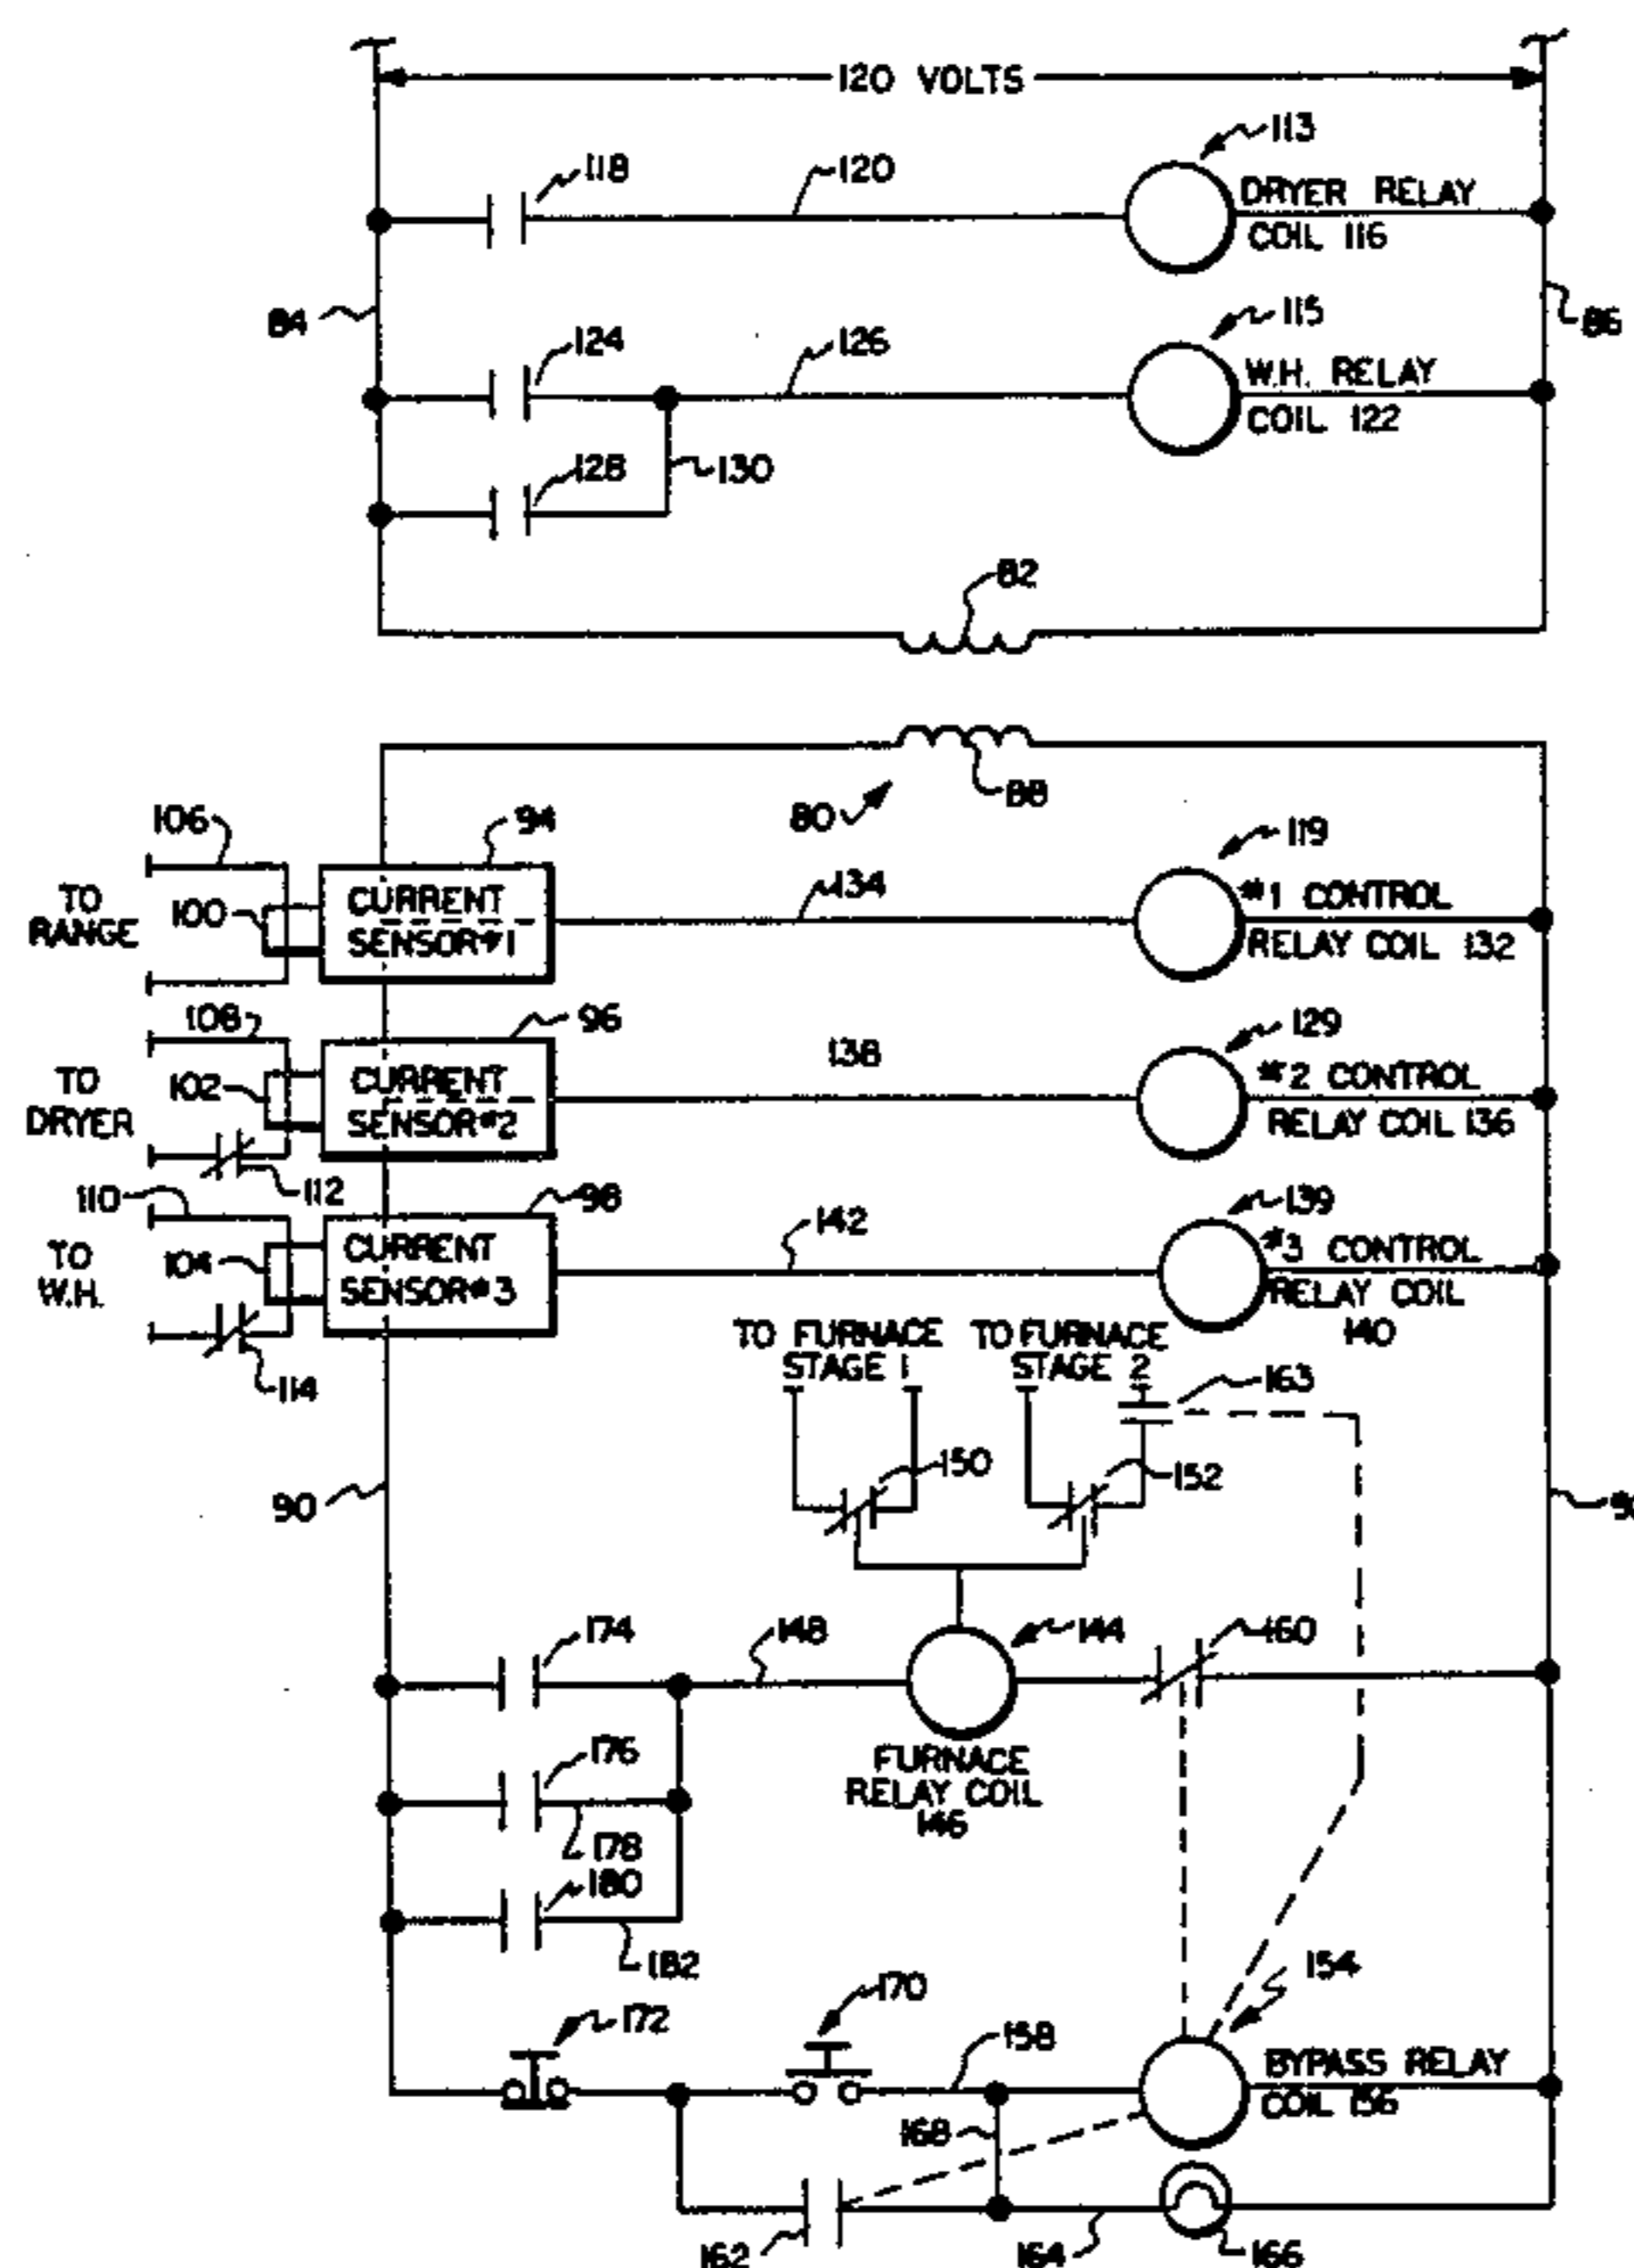 120 VOLTS
113
118
120
DRYER RELAY
COIL 116
84
86
115
124
126
W.H. RELAY
COIL 122
128
130
82
88
80
106
94
119
TO
RANGE
100
CURRENT
SENSOR #1
134
#1 CONTROL
RELAY COIL 132
108
96
129
138
TO
DRYER
102
CURRENT
SENSOR #2
#2 CONTROL
RELAY COIL 136
112
110
98
139
142
TO
W.H.
104
CURRENT
SENSOR #3
#3 CONTROL
RELAY COIL
140
114
TO FURNACE
STAGE 1
TO FURNACE
STAGE 2
163
150
152
90
174
148
144
160
176
FURNACE
RELAY COIL
146
178
180
182
154
170
172
158
BYPASS RELAY
COIL 156
168
162
164
166